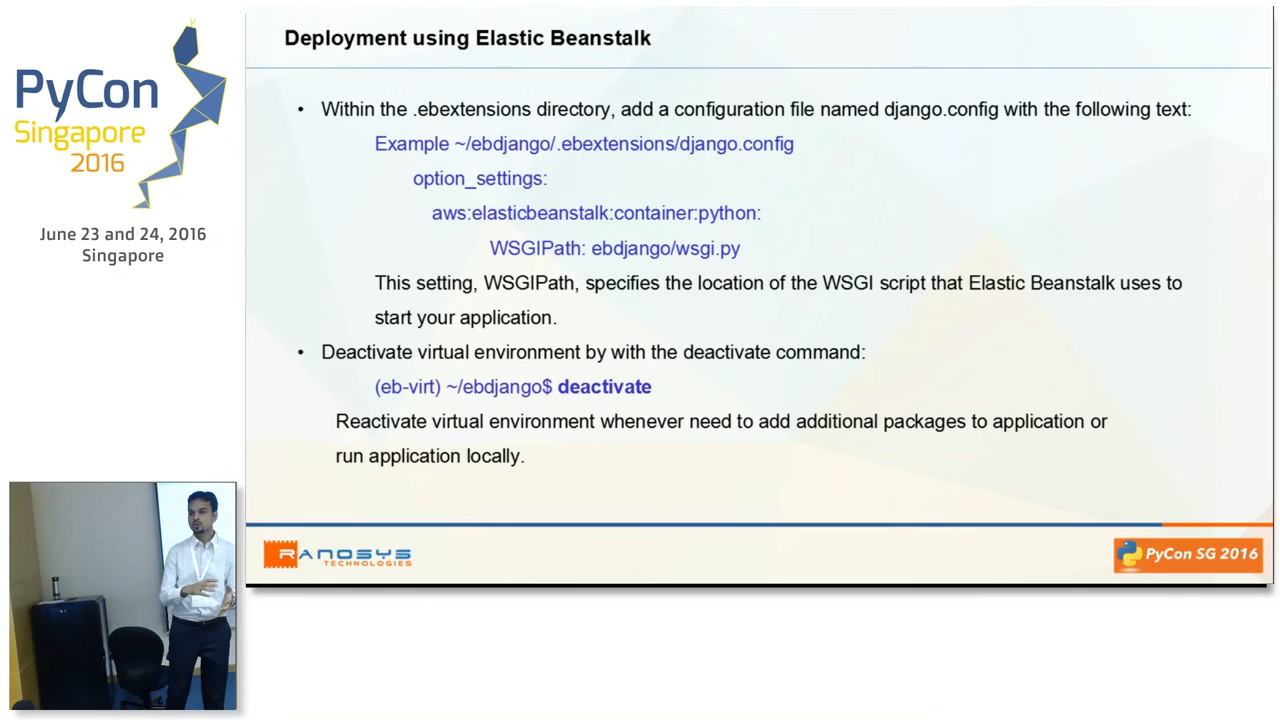 PyCon
Singapore
2016
June 23 and 24, 2016
Singapore
Deployment using Elastic Beanstalk
• Within the .ebextensions directory, add a configuration file named django.config with the following text:
Example ~/ebdjango/.ebextensions/django.config
option_settings:
aws:elasticbeanstalk:container:python:
WSGIPath: ebdjango/wsgi.py
This setting, WSGIPath, specifies the location of the WSGI script that Elastic Beanstalk uses to
start your application.
• Deactivate virtual environment by with the deactivate command:
(eb-virt) ~/ebdjango$ deactivate
Reactivate virtual environment whenever need to add additional packages to application or
run application locally.
RANOSYS
TECHNOLOGIES
PyCon SG 2016